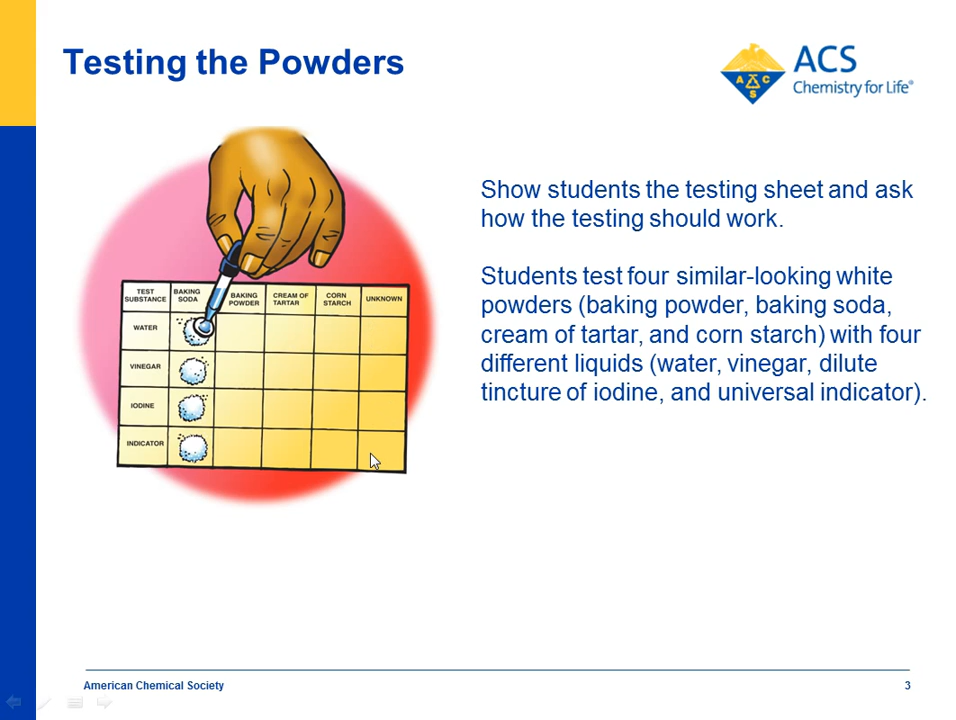 Testing the Powders
ACS
Chemistry for Life®
A C S
Show students the testing sheet and ask
how the testing should work.
Students test four similar-looking white
powders (baking powder, baking soda,
cream of tartar, and corn starch) with four
different liquids (water, vinegar, dilute
tincture of iodine, and universal indicator).
TEST
SUBSTANCE
BAKING
SODA
BAKING
POWDER
CREAM OF
TARTAR
CORN
STARCH
UNKNOWN
WATER
VINEGAR
IODINE
INDICATOR
American Chemical Society
3